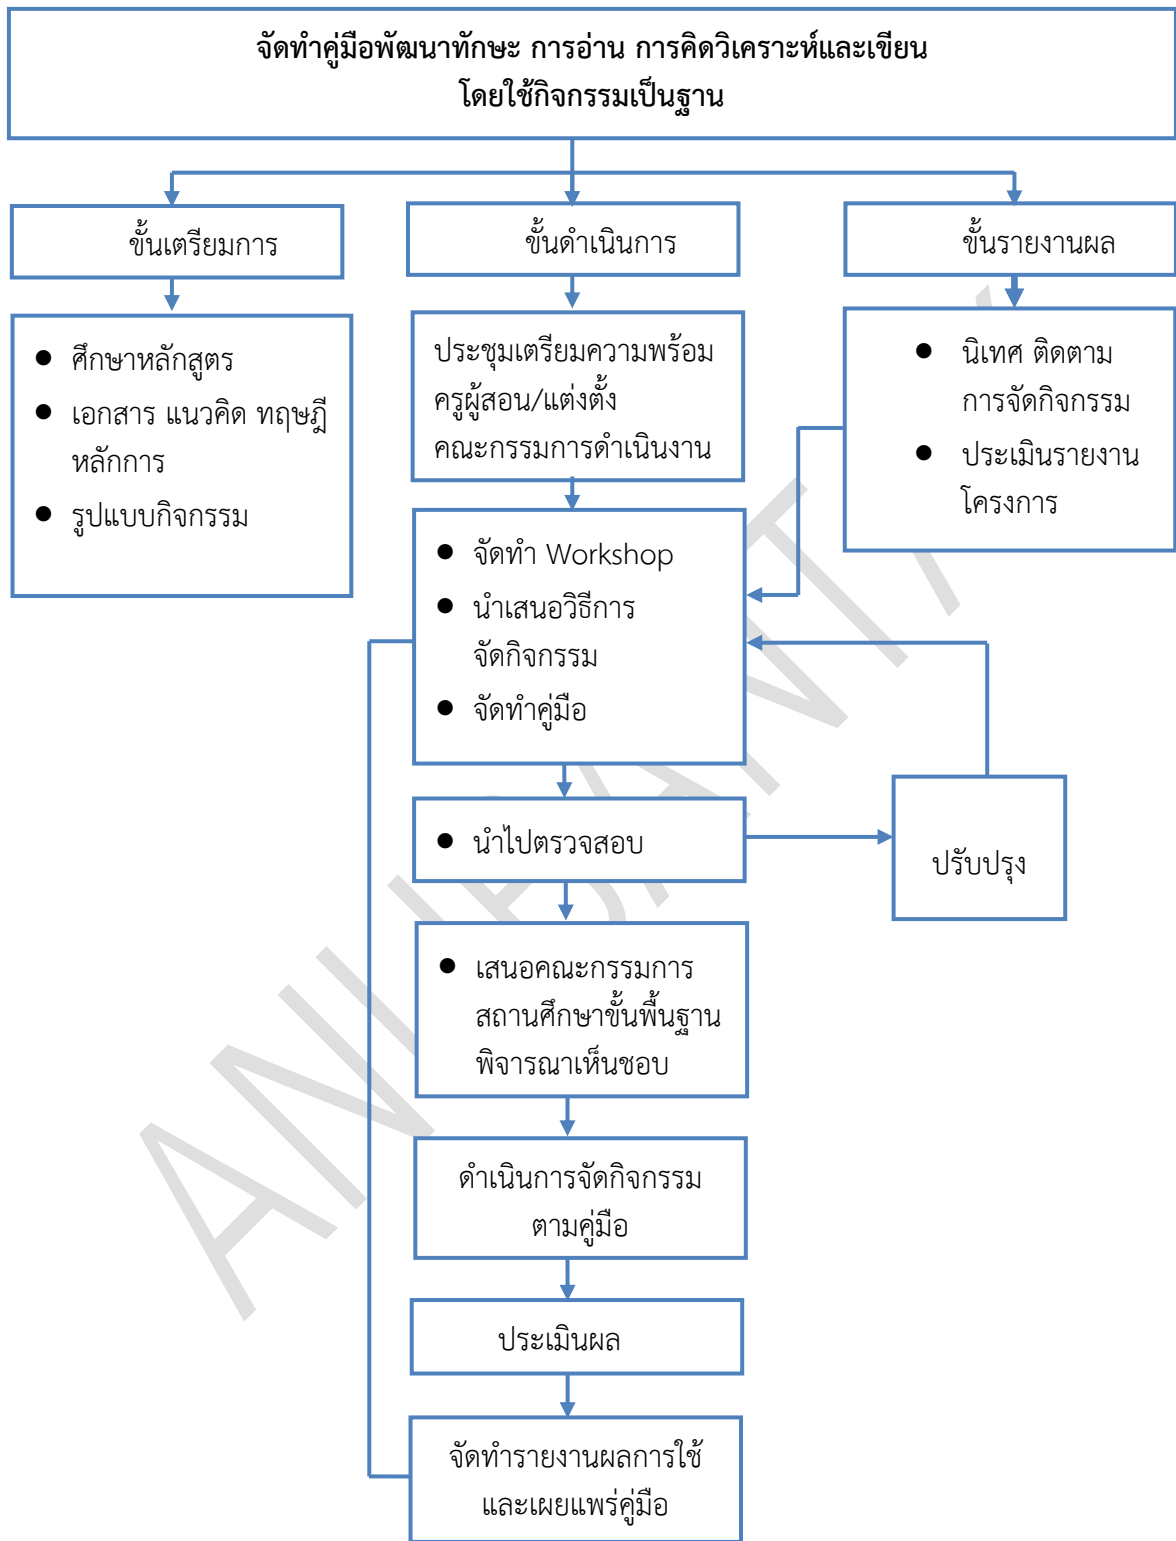 จัดทำคู่มือพัฒนาทักษะ การอ่าน การคิดวิเคราะห์และเขียน
โดยใช้กิจกรรมเป็นฐาน
ขั้นเตรียมการ
ขั้นดำเนินการ
ขั้นรายงานผล
● ศึกษาหลักสูตร
● เอกสาร แนวคิด ทฤษฎี
หลักการ
● รูปแบบกิจกรรม
ประชุมเตรียมความพร้อม
ครูผู้สอน/แต่งตั้ง
คณะกรรมการดำเนินงาน
● นิเทศ ติดตาม
การจัดกิจกรรม
● ประเมินรายงาน
โครงการ
● จัดทำ Workshop
● นำเสนอวิธีการ
จัดกิจกรรม
● จัดทำคู่มือ
● นำไปตรวจสอบ
ปรับปรุง
● เสนอคณะกรรมการ
สถานศึกษาขั้นพื้นฐาน
พิจารณาเห็นชอบ
ดำเนินการจัดกิจกรรม
ตามคู่มือ
ประเมินผล
จัดทำรายงานผลการใช้
และเผยแพร่คู่มือ